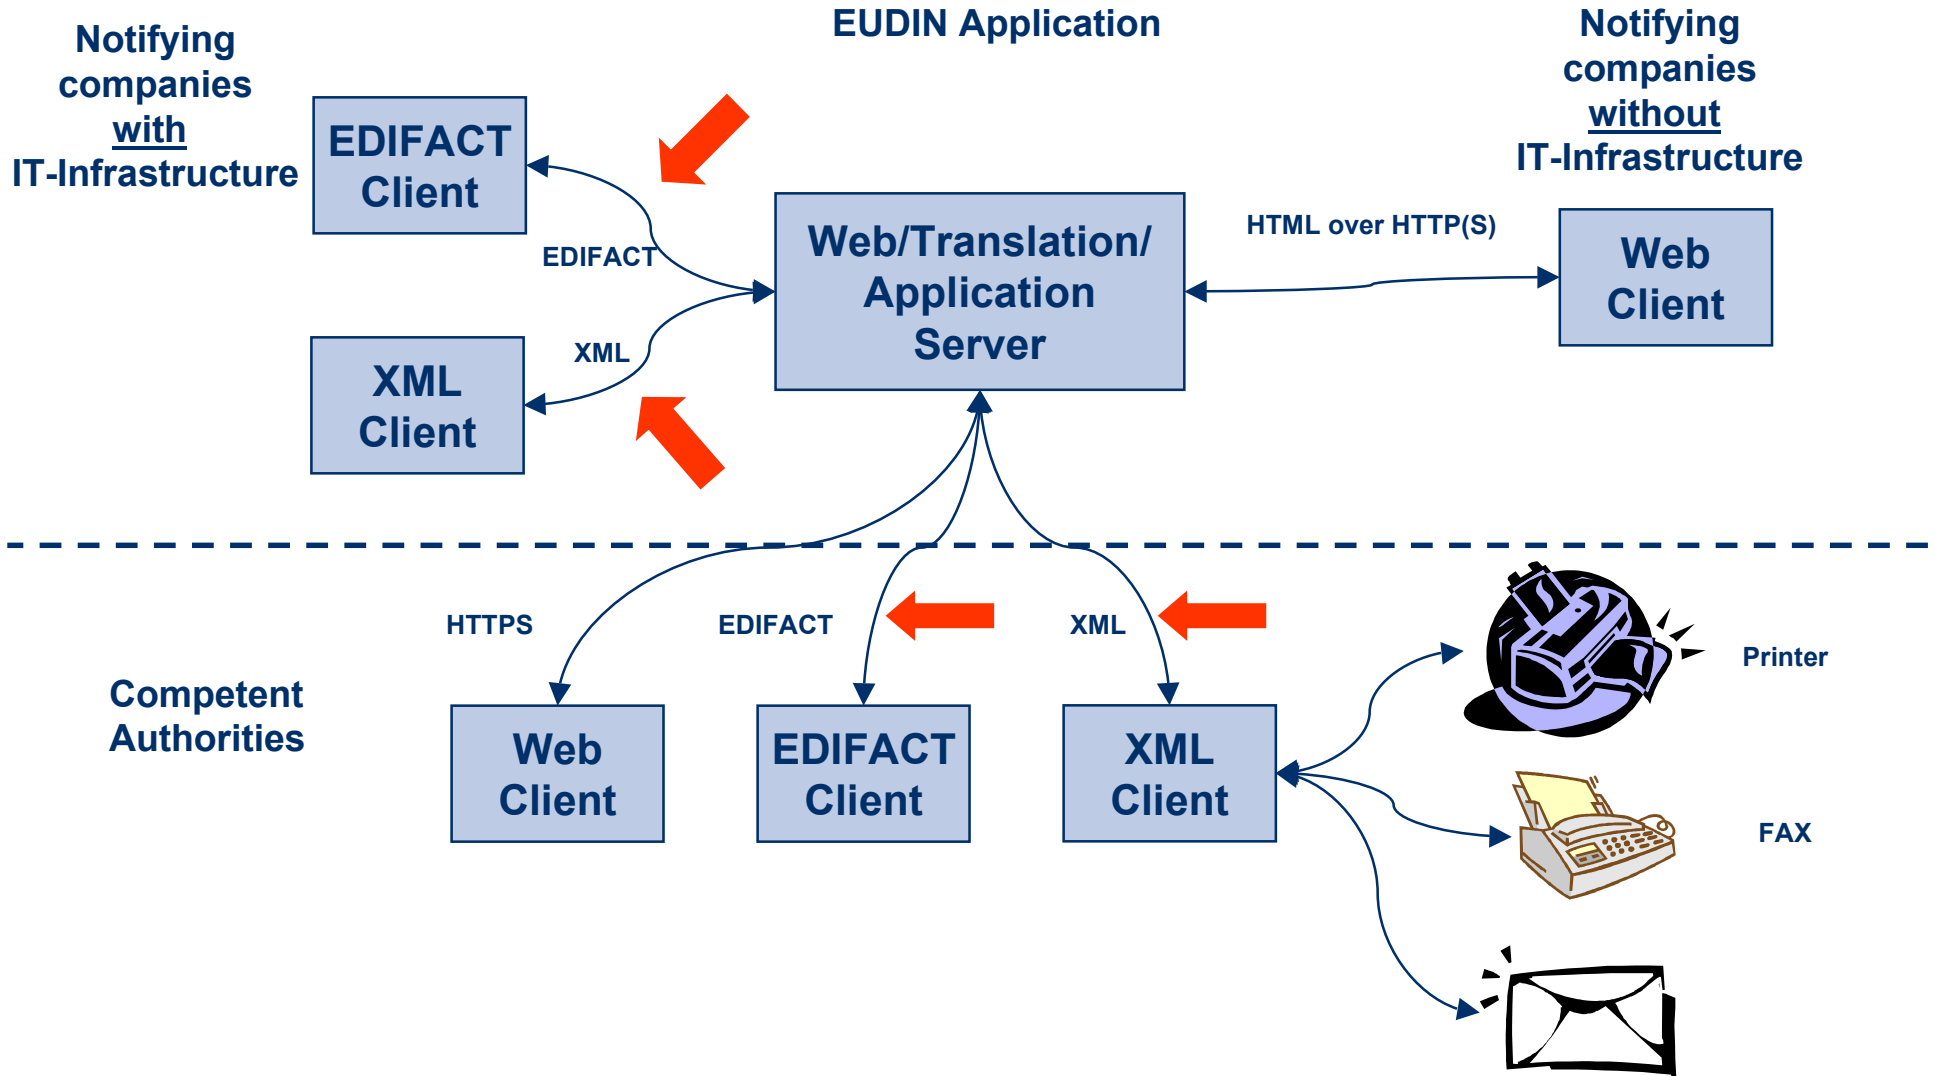 EUDIN Application
Notifying
companies
with
IT-Infrastructure
Notifying
companies
without
IT-Infrastructure
EDIFACT
Client
EDIFACT
XML
XML
Client
Web/Translation/
Application
Server
HTML over HTTP(S)
Web
Client
Competent
Authorities
HTTPS
EDIFACT
XML
Web
Client
EDIFACT
Client
XML
Client
Printer
FAX